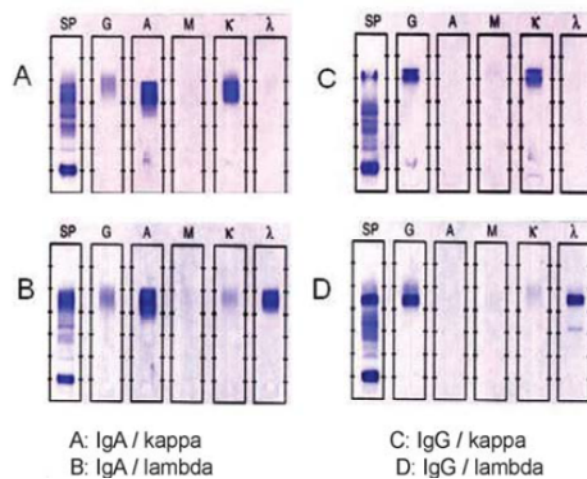 SP G A M K λ
A
SP G A M K λ
C
SP G A M K λ
B
SP G A M K λ
D
A: IgA / kappa
B: IgA / lambda
C: IgG / kappa
D: IgG / lambda